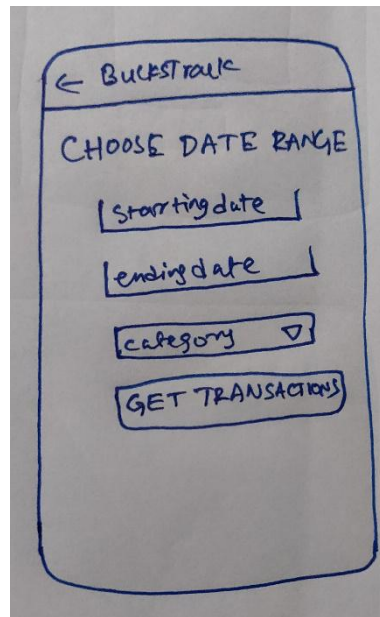 ← BucksTrack
CHOOSE DATE RANGE
Starting date
ending date
category
GET TRANSACTIONS